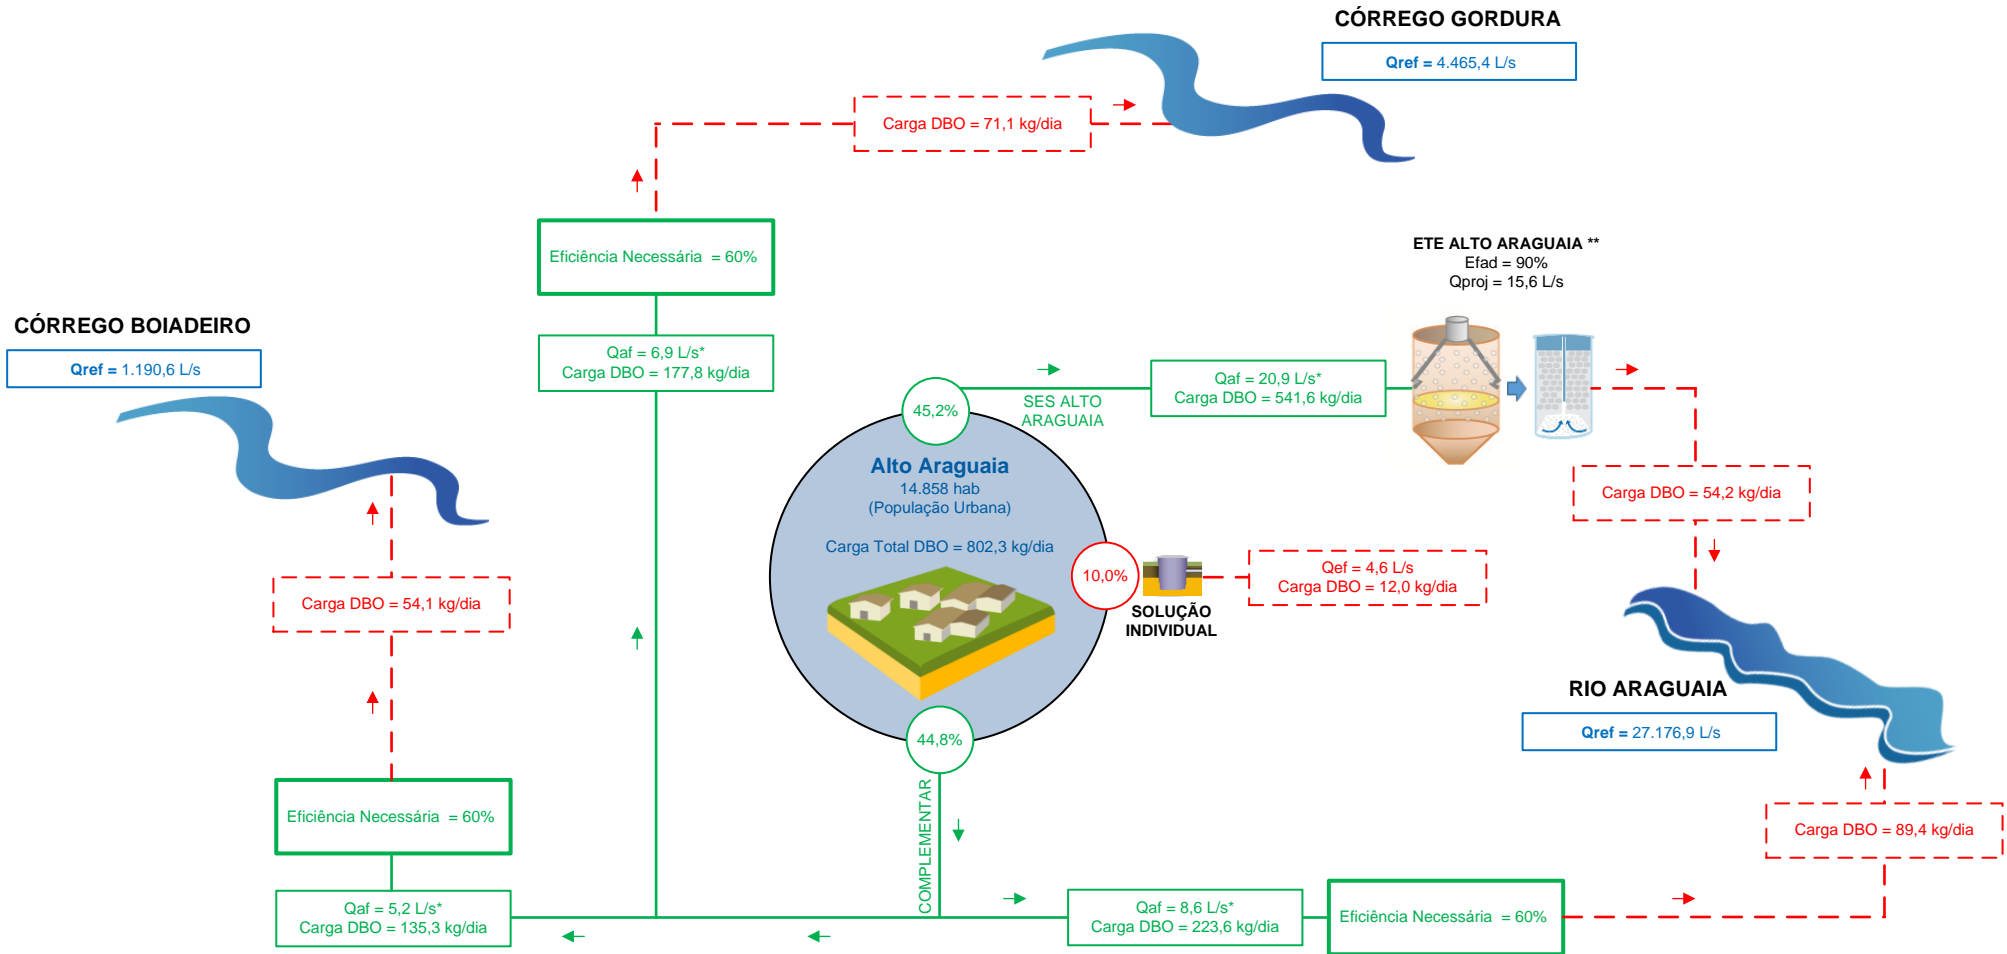 CÓRREGO GORDURA
Qref = 4.465,4 L/s
Carga DBO = 71,1 kg/dia
Eficiência Necessária = 60%
ETE ALTO ARAGUAIA **
Efad = 90%
Qproj = 15,6 L/s
CÓRREGO BOIADEIRO
Qref = 1.190,6 L/s
Qaf = 6,9 L/s*
Carga DBO = 177,8 kg/dia
45,2%
SES ALTO
ARAGUAIA
Qaf = 20,9 L/s*
Carga DBO = 541,6 kg/dia
Alto Araguaia
14.858 hab
(População Urbana)
Carga Total DBO = 802,3 kg/dia
Carga DBO = 54,2 kg/dia
10,0%
SOLUÇÃO
INDIVIDUAL
Qef = 4,6 L/s
Carga DBO = 12,0 kg/dia
Carga DBO = 54,1 kg/dia
RIO ARAGUAIA
Qref = 27.176,9 L/s
44,8%
COMPLEMENTAR
Eficiência Necessária = 60%
Carga DBO = 89,4 kg/dia
Qaf = 5,2 L/s*
Carga DBO = 135,3 kg/dia
Qaf = 8,6 L/s*
Carga DBO = 223,6 kg/dia
Eficiência Necessária = 60%